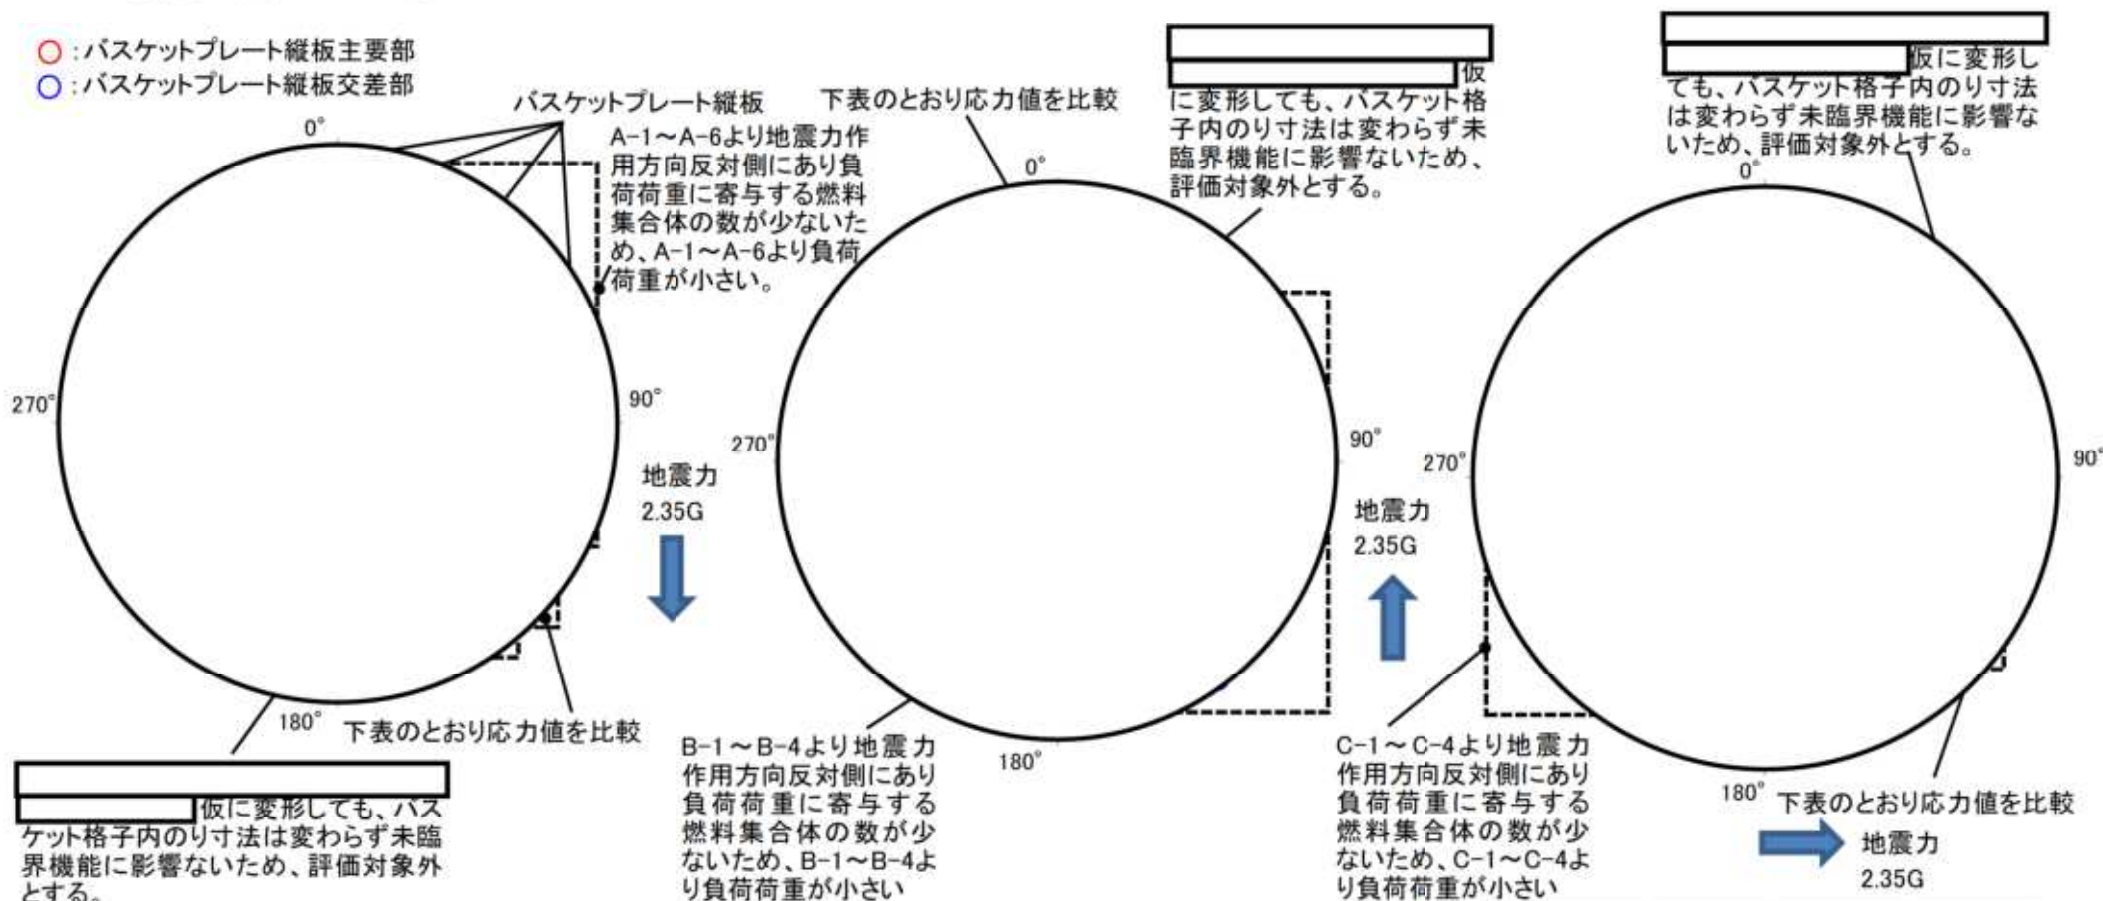 ○:バスケットプレート縦板主要部
○:バスケットプレート縦板交差部
バスケットプレート縦板
A-1～A-6より地震力作
用方向反対側にあり負
荷荷重に寄与する燃料
集合体の数が少ないた
め、A-1～A-6より負荷
荷重が小さい。
0°
90°
270°
180°
地震力
2.35G
下表のとおり応力値を比較
仮に変形しても、バス
ケット格子内のり寸法は変わらず未臨
界機能に影響ないため、評価対象外
とする。
下表のとおり応力値を比較
仮
に変形しても、バスケット格
子内のり寸法は変わらず未
臨界機能に影響ないため、
評価対象外とする。
0°
90°
270°
180°
地震力
2.35G
B-1～B-4より地震力
作用方向反対側にあり
負荷荷重に寄与する
燃料集合体の数が少
ないため、B-1～B-4よ
り負荷荷重が小さい
仮に変形し
ても、バスケット格子内のり寸法
は変わらず未臨界機能に影響な
いため、評価対象外とする。
0°
90°
270°
180°
C-1～C-4より地震力
作用方向反対側にあり
負荷荷重に寄与する
燃料集合体の数が少
ないため、C-1～C-4よ
り負荷荷重が小さい
下表のとおり応力値を比較
地震力
2.35G